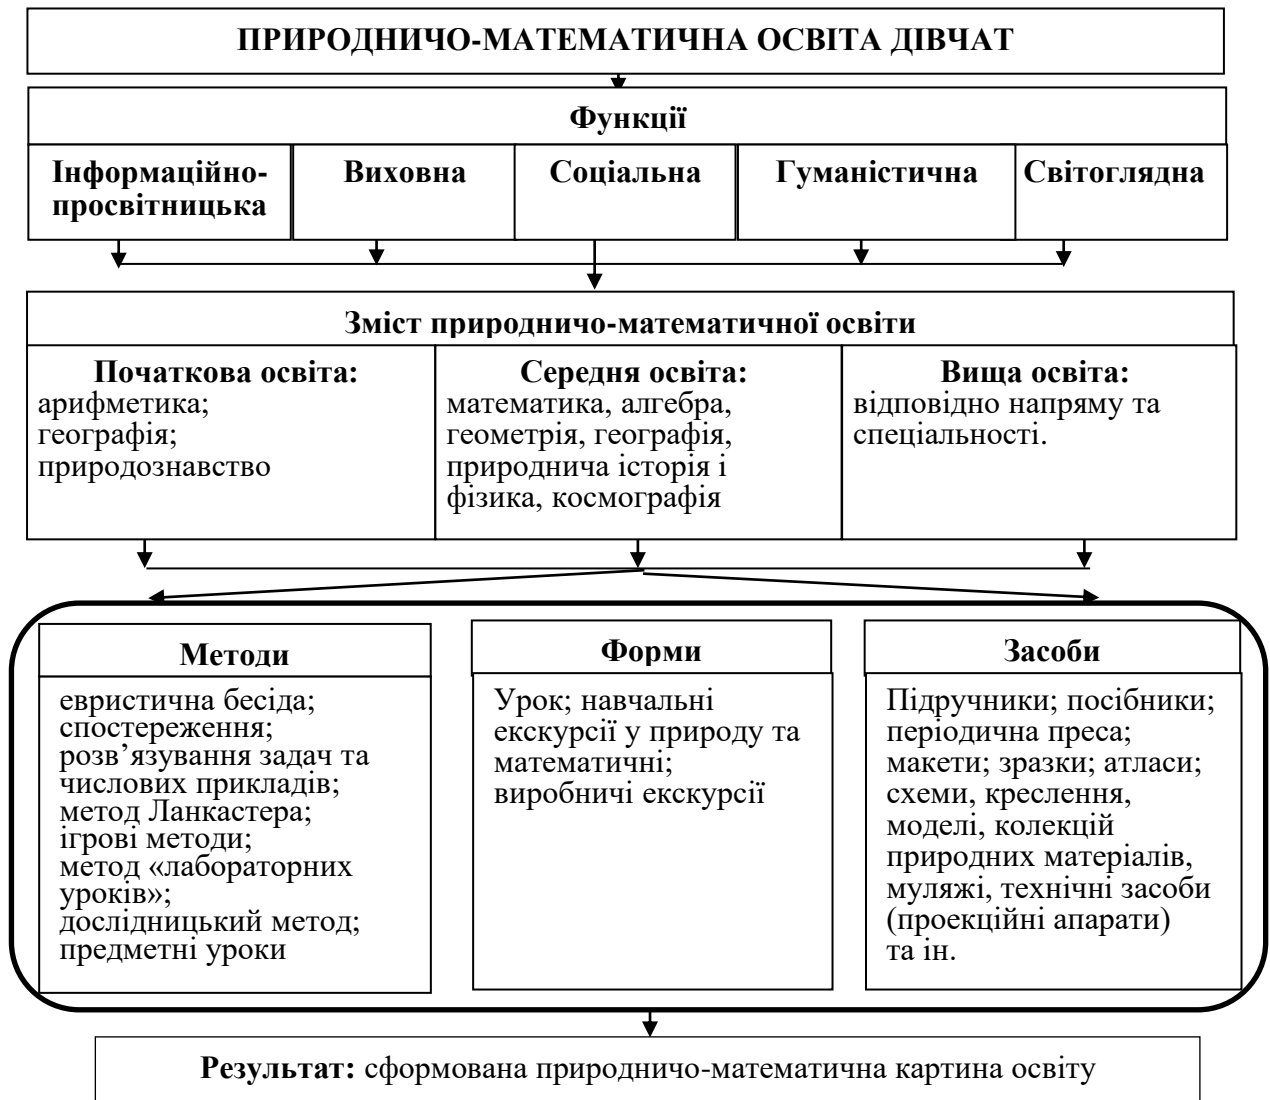 ПРИРОДНИЧО-МАТЕМАТИЧНА ОСВІТА ДІВЧАТ
Функції
Інформаційно-
просвітницька
Виховна
Соціальна
Гуманістична
Світоглядна
Зміст природничо-математичної освіти
Початкова освіта:
арифметика;
географія;
природознавство
Середня освіта:
математика, алгебра,
геометрія, географія,
природнича історія і
фізика, космографія
Вища освіта:
відповідно напряму та
спеціальності.
Методи
евристична бесіда;
спостереження;
розв’язування задач та
числових прикладів;
метод Ланкастера;
ігрові методи;
метод «лабораторних
уроків»;
дослідницький метод;
предметні уроки
Форми
Урок; навчальні
екскурсії у природу та
математичні;
виробничі екскурсії
Засоби
Підручники; посібники;
періодична преса;
макети; зразки; атласи;
схеми, креслення,
моделі, колекцій
природних матеріалів,
муляжі, технічні засоби
(проекційні апарати)
та ін.
Результат: сформована природничо-математична картина освіту